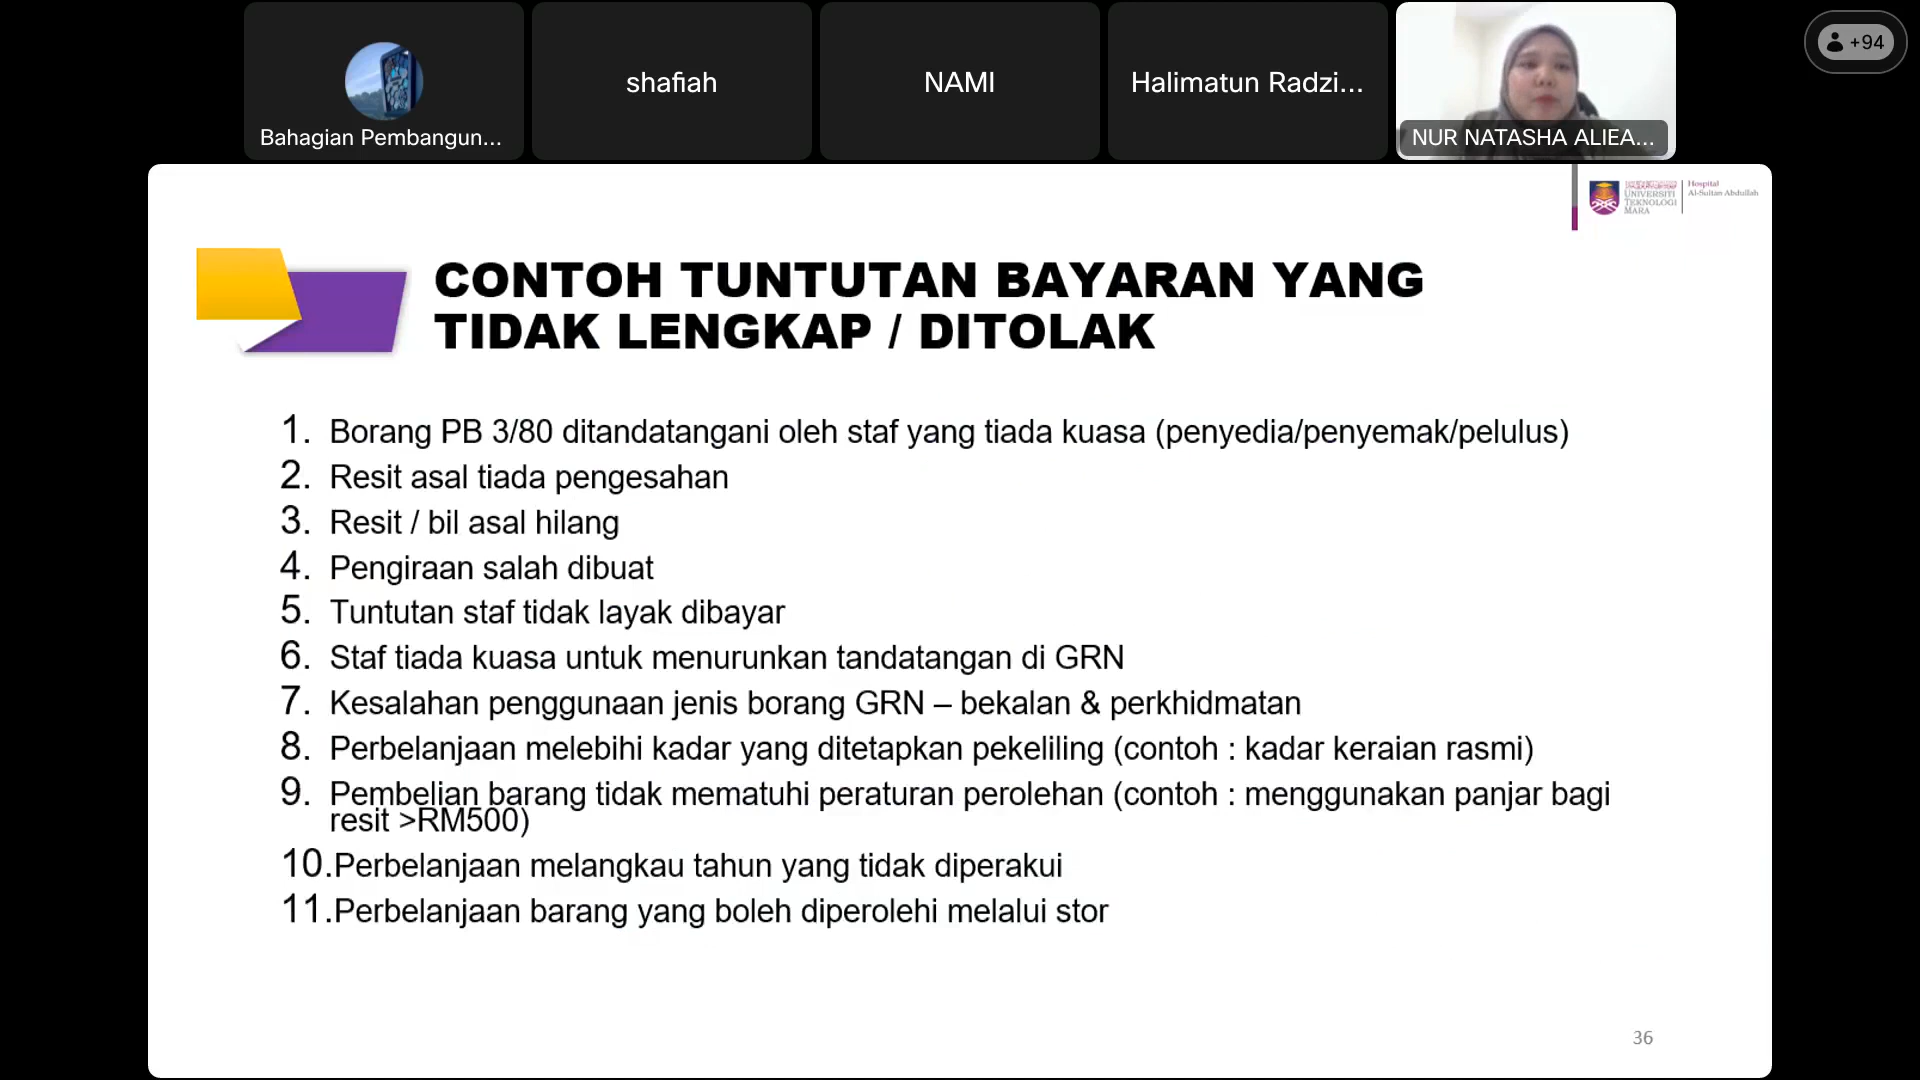 Bahagian Pembangun...
shafiah
NAMI
Halimatun Radzi...
NUR NATASHA ALIEA...
+94
UNIVERSITI
TEKNOLOGI
MARA
Hospital
Al-Sultan Abdullah
CONTOH TUNTUTAN BAYARAN YANG
TIDAK LENGKAP / DITOLAK
1. Borang PB 3/80 ditandatangani oleh staf yang tiada kuasa (penyedia/penyemak/pelulus)
2. Resit asal tiada pengesahan
3. Resit / bil asal hilang
4. Pengiraan salah dibuat
5. Tuntutan staf tidak layak dibayar
6. Staf tiada kuasa untuk menurunkan tandatangan di GRN
7. Kesalahan penggunaan jenis borang GRN – bekalan & perkhidmatan
8. Perbelanjaan melebihi kadar yang ditetapkan pekeliling (contoh : kadar keraian rasmi)
9. Pembelian barang tidak mematuhi peraturan perolehan (contoh : menggunakan panjar bagi
resit >RM500)
10.Perbelanjaan melangkau tahun yang tidak diperakui
11.Perbelanjaan barang yang boleh diperolehi melalui stor
36